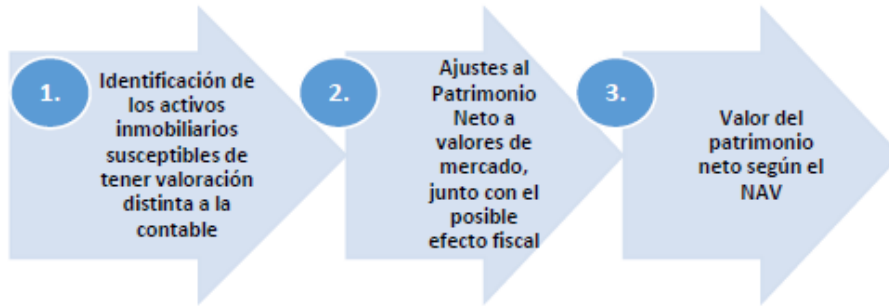 1.
Identificación de
los activos
inmobiliarios
susceptibles de
tener valoración
distinta a la
contable
2.
Ajustes al
Patrimonio
Neto a
valores de
mercado,
junto con el
posible
efecto fiscal
3.
Valor del
patrimonio
neto según el
NAV